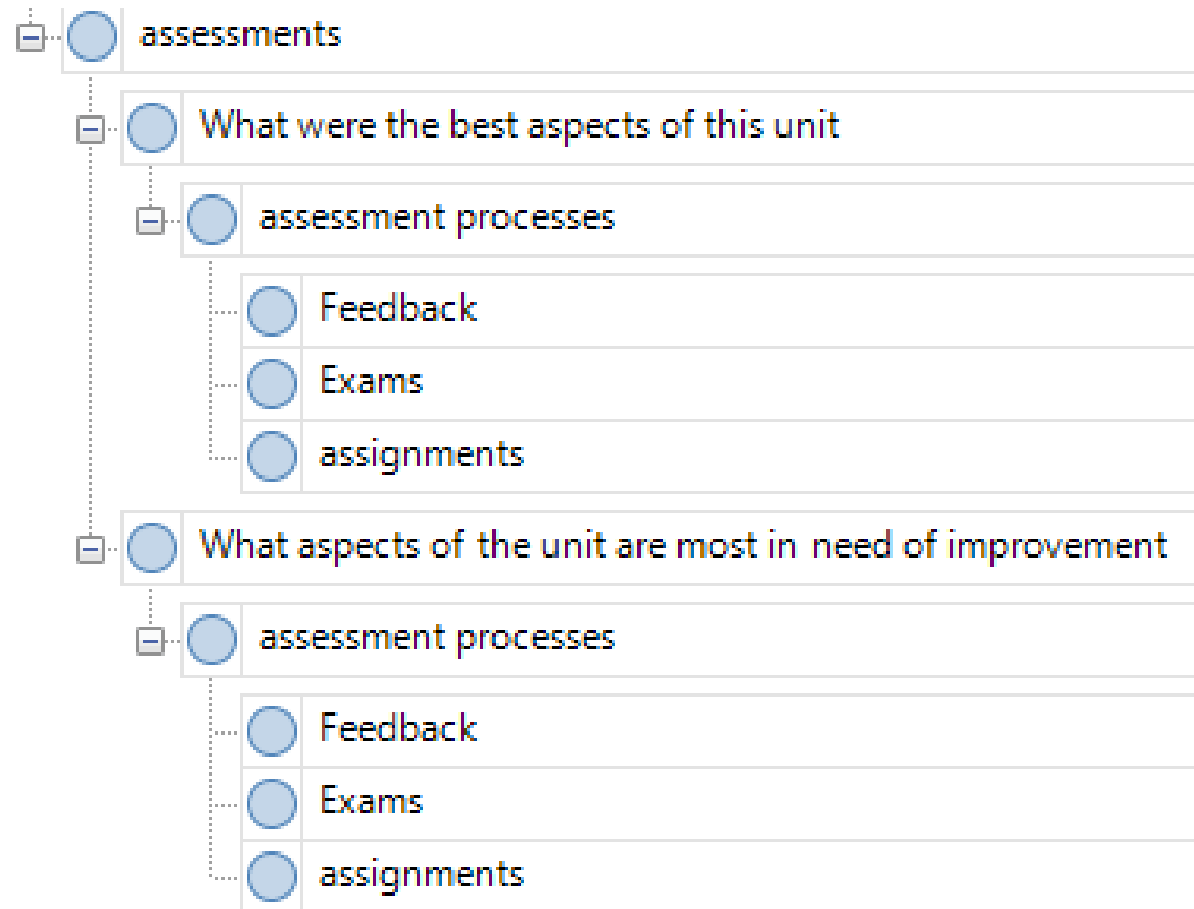 assessments
What were the best aspects of this unit
assessment processes
Feedback
Exams
assignments
What aspects of the unit are most in need of improvement
assessment processes
Feedback
Exams
assignments